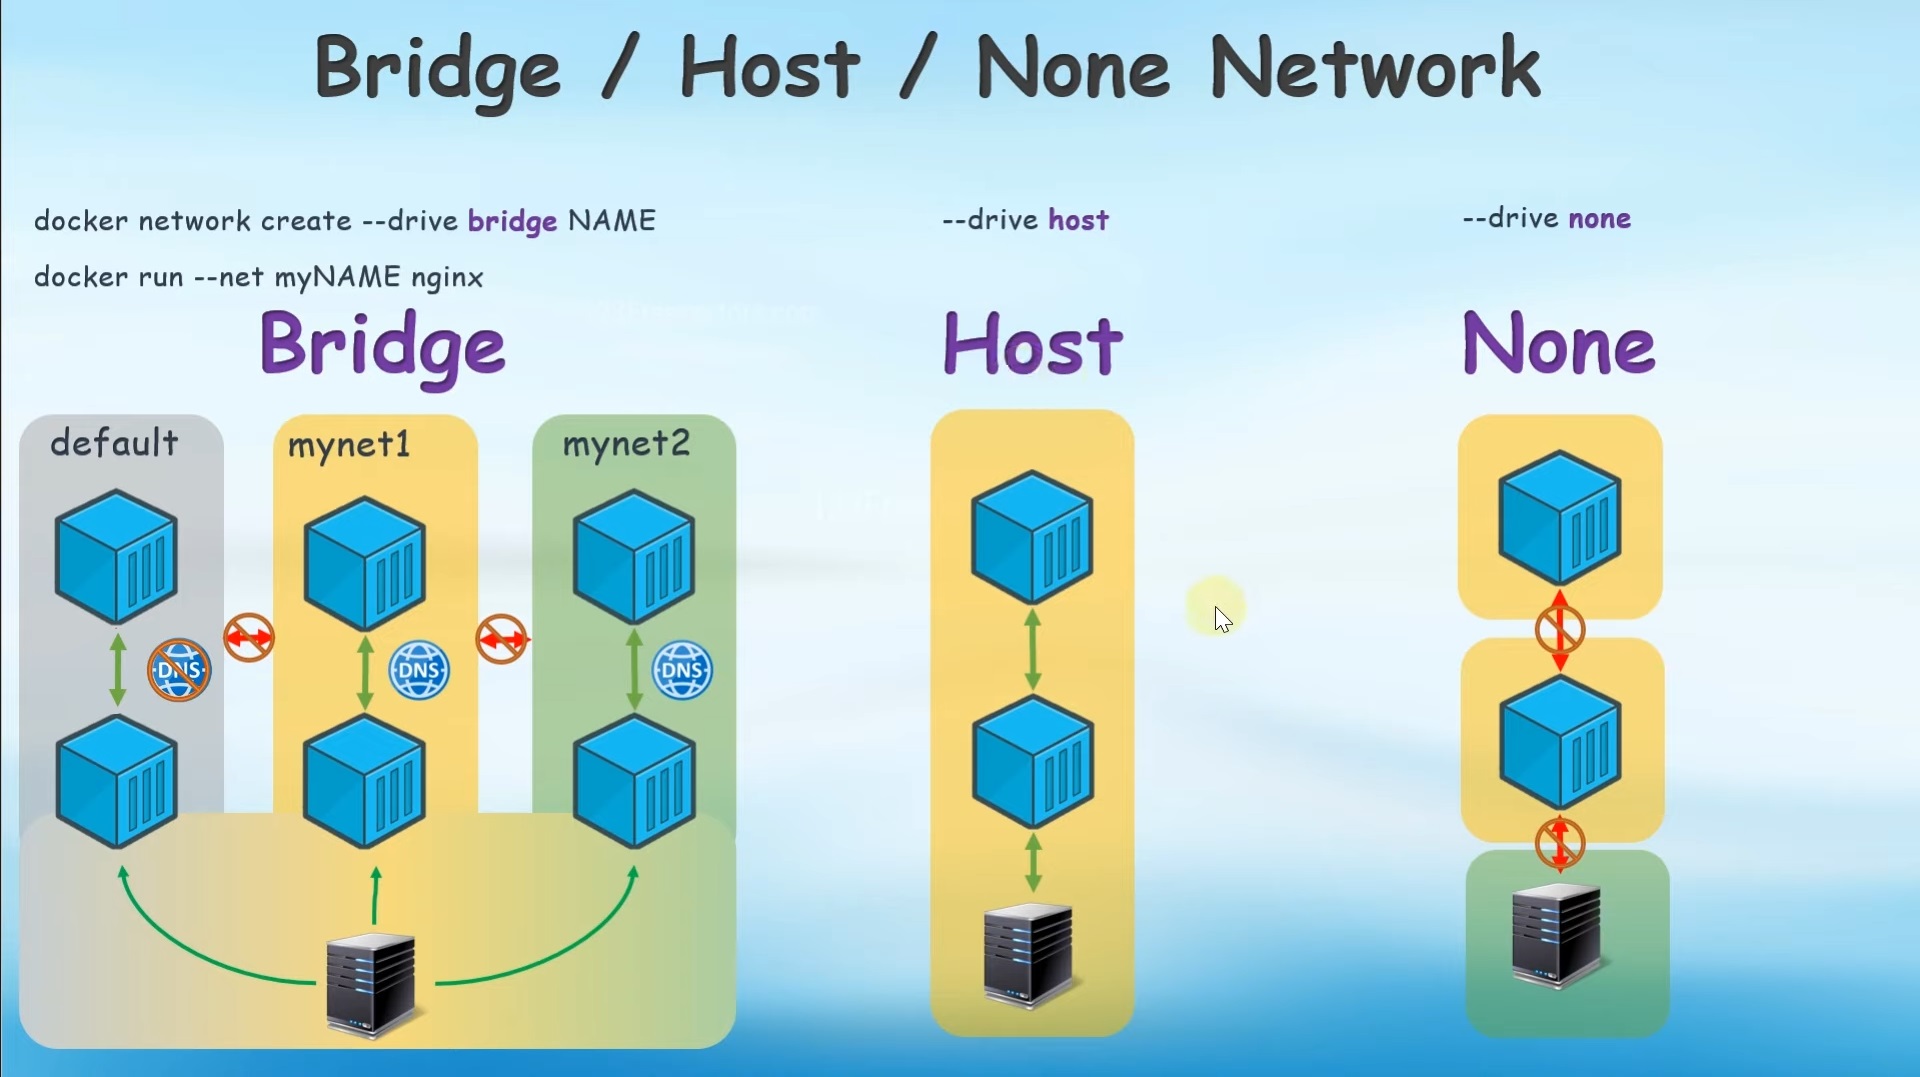 Bridge / Host / None Network
docker network create --drive bridge NAME
docker run --net myNAME nginx
--drive host
--drive none
Bridge
Host
None
default
mynet1
mynet2
DNS
DNS
DNS